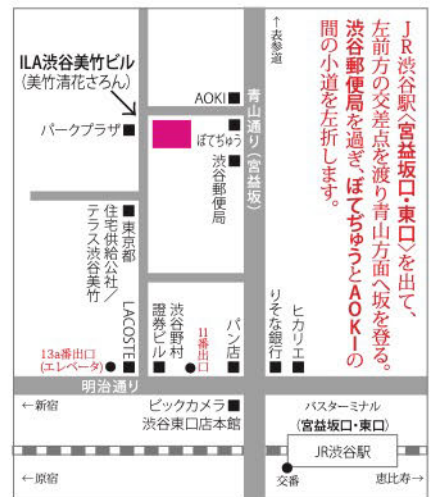 JR渋谷駅〈宮益坂口・東口〉を出て、
左前方の交差点を渡り青山方面へ坂を登る。
渋谷郵便局を過ぎ、ぼてぢゅうとAOKIの
間の小道を左折します。
↑表参道
ILA渋谷美竹ビル
(美竹清花さろん)
AOKI
青山通り(宮益坂)
パークプラザ
ぼてぢゅう
渋谷郵便局
東京都
住宅供給公社/
テラス渋谷美竹
LACOSTE
渋谷野村
證券ビル
11番出口
パン店
りそな銀行
ヒカリエ
13a番出口
(エレベータ)
明治通り
←新宿
ビックカメラ
渋谷東口店本館
バスターミナル
(宮益坂口・東口)
JR渋谷駅
←原宿
交番
恵比寿→